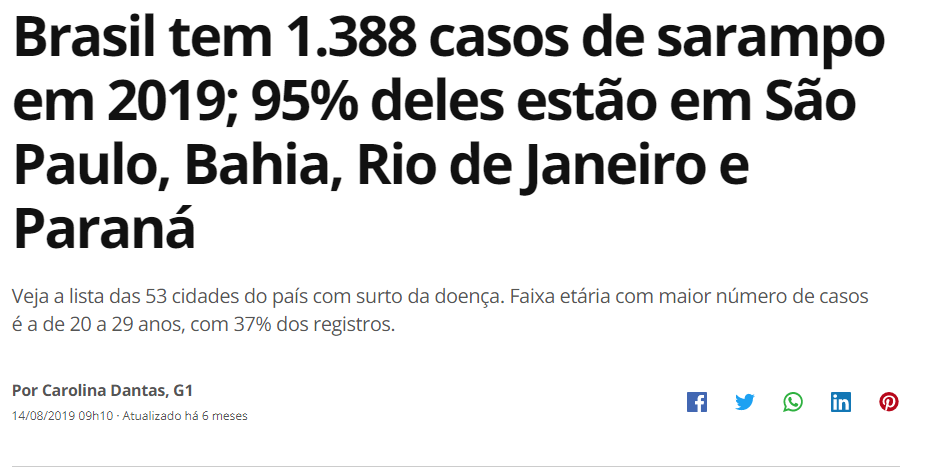 Brasil tem 1.388 casos de sarampo
em 2019; 95% deles estão em São
Paulo, Bahia, Rio de Janeiro e
Paraná
Veja a lista das 53 cidades do país com surto da doença. Faixa etária com maior número de casos
é a de 20 a 29 anos, com 37% dos registros.
Por Carolina Dantas, G1
14/08/2019 09h10 · Atualizado há 6 meses